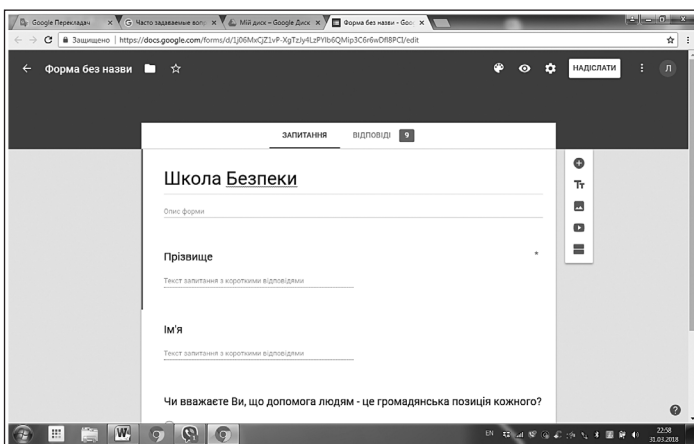 Google Перекладач
Часто задаваемые воп
Мій диск – Google Диск
Форма без назви - Goo
Защищено | https://docs.google.com/forms/d/1j06MxCjZ1vP-XgTzJy4LzPYlb6QMip3C6r6wDfl8PCI/edit
Форма без назви
НАДІСЛАТИ
Л
ЗАПИТАННЯ ВІДПОВІДІ 9
Школа Безпеки
Опис форми
Прізвище *
Текст запитання з короткими відповідями
Ім'я
Текст запитання з короткими відповідями
Чи вважаєте Ви, що допомога людям - це громадянська позиція кожного?
EN 22:58
31.03.2018